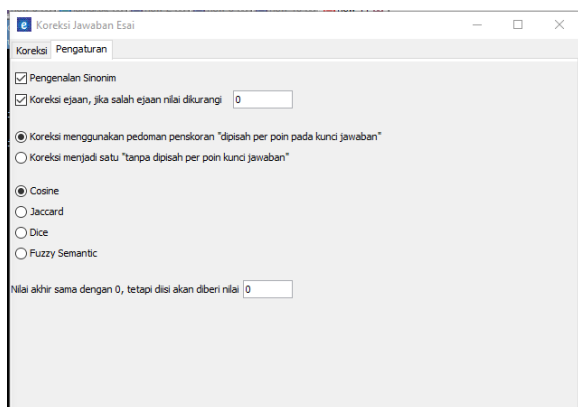 e Koreksi Jawaban Esai
Koreksi Pengaturan
Pengenalan Sinonim
Koreksi ejaan, jika salah ejaan nilai dikurangi 0
Koreksi menggunakan pedoman penskoran "dipisah per poin pada kunci jawaban"
Koreksi menjadi satu "tanpa dipisah per poin kunci jawaban"
Cosine
Jaccard
Dice
Fuzzy Semantic
Nilai akhir sama dengan 0, tetapi diisi akan diberi nilai 0